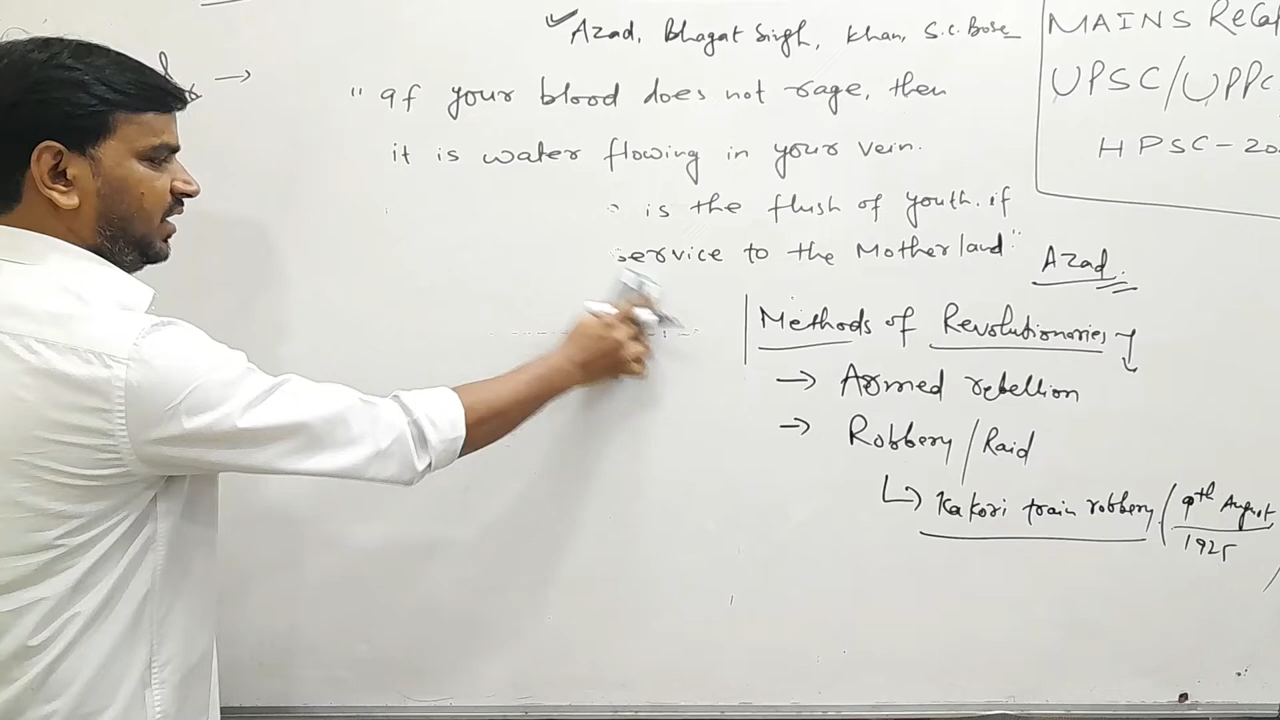 Azad, Bhagat Singh, Khan, S.C. Bose
"If your blood does not rage, then
it is water flowing in your vein.
is the flush of youth. if
service to the Motherland"
Azad.
Methods of Revolutionaries
→ Armed rebellion
→ Robbery/Raid
↳ Kakori train robbery / 9th August
1925
MAINS
UPSC/UPPC
HPSC-20